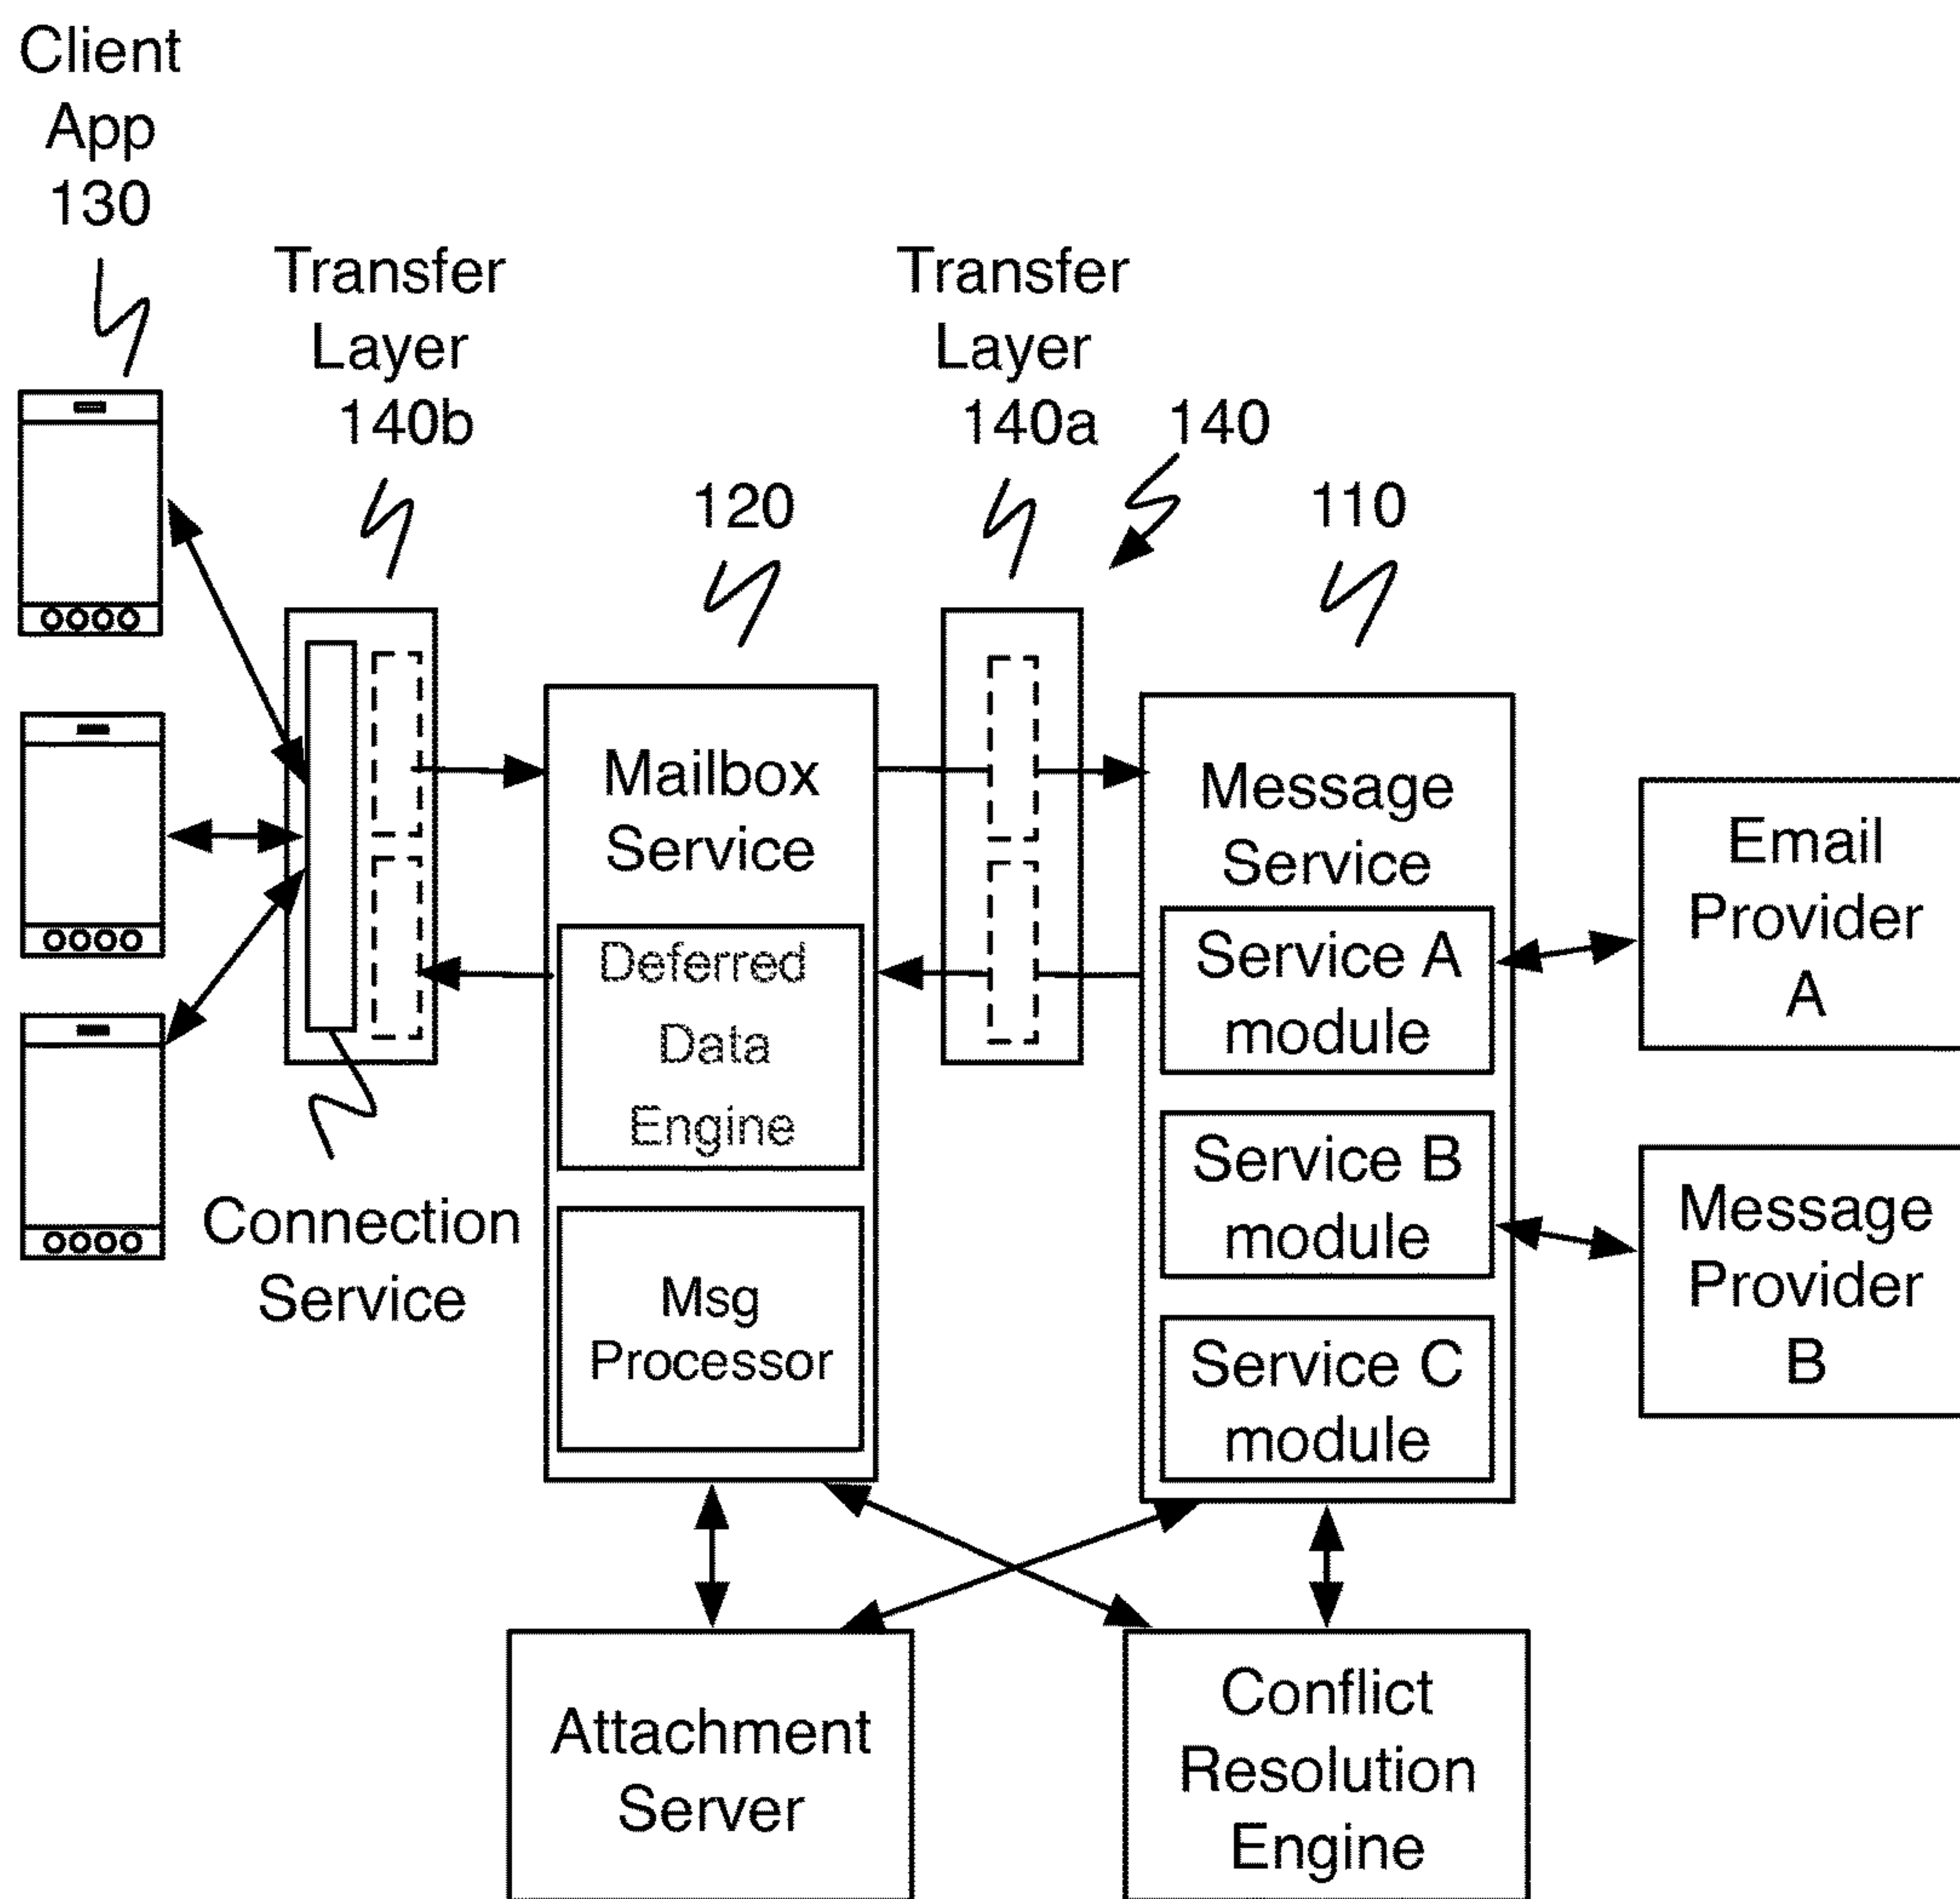 Client
App
130
Transfer
Layer
140b
Transfer
Layer
140a
140
120
110
Mailbox
Service
Deferred
Data
Engine
Msg
Processor
Message
Service
Service A
module
Service B
module
Service C
module
Email
Provider
A
Message
Provider
B
Connection
Service
Attachment
Server
Conflict
Resolution
Engine